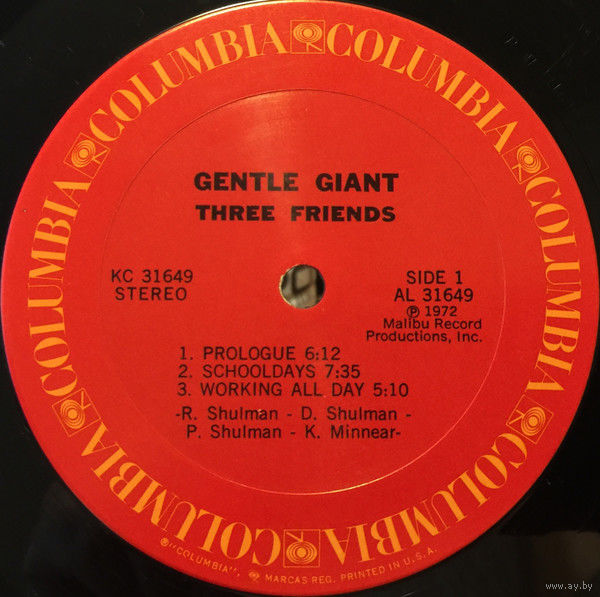 COLUMBIA COLUMBIA COLUMBIA COLUMBIA COLUMBIA COLUMBIA
GENTLE GIANT
THREE FRIENDS
KC 31649
STEREO
SIDE 1
AL 31649
℗ 1972
Malibu Record
Productions, Inc.
1. PROLOGUE 6:12
2. SCHOOLDAYS 7:35
3. WORKING ALL DAY 5:10
-R. Shulman - D. Shulman -
P. Shulman - K. Minnear-
®"COLUMBIA", MARCAS REG. PRINTED IN U.S.A.
www.ay.by